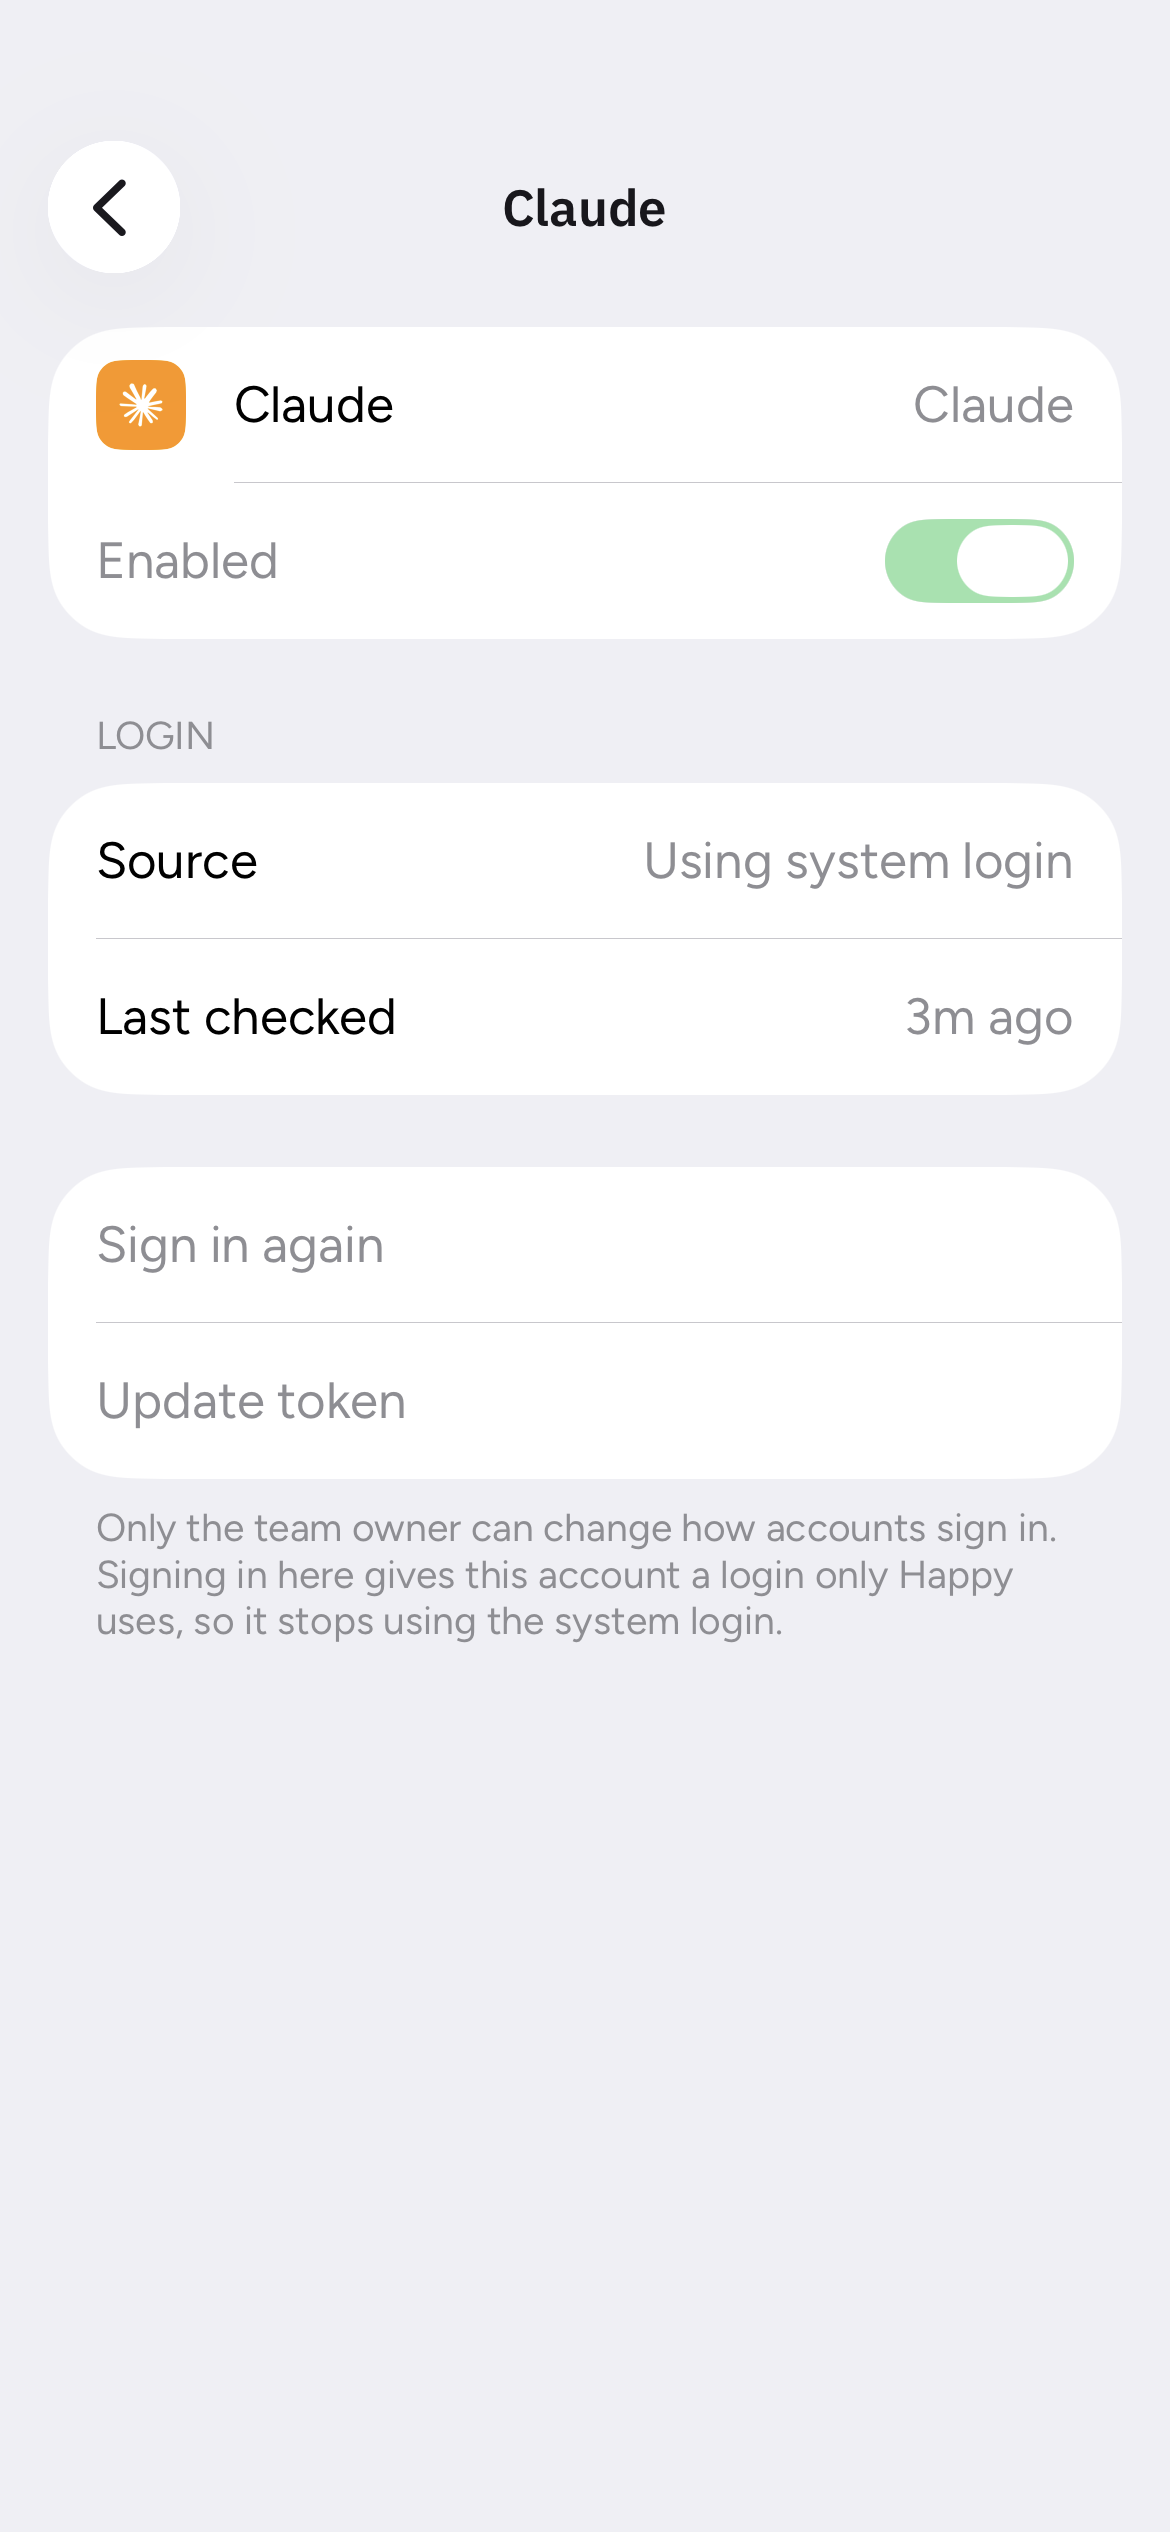 Claude
Claude Claude
Enabled
LOGIN
Source Using system login
Last checked 3m ago
Sign in again
Update token
Only the team owner can change how accounts sign in.
Signing in here gives this account a login only Happy
uses, so it stops using the system login.